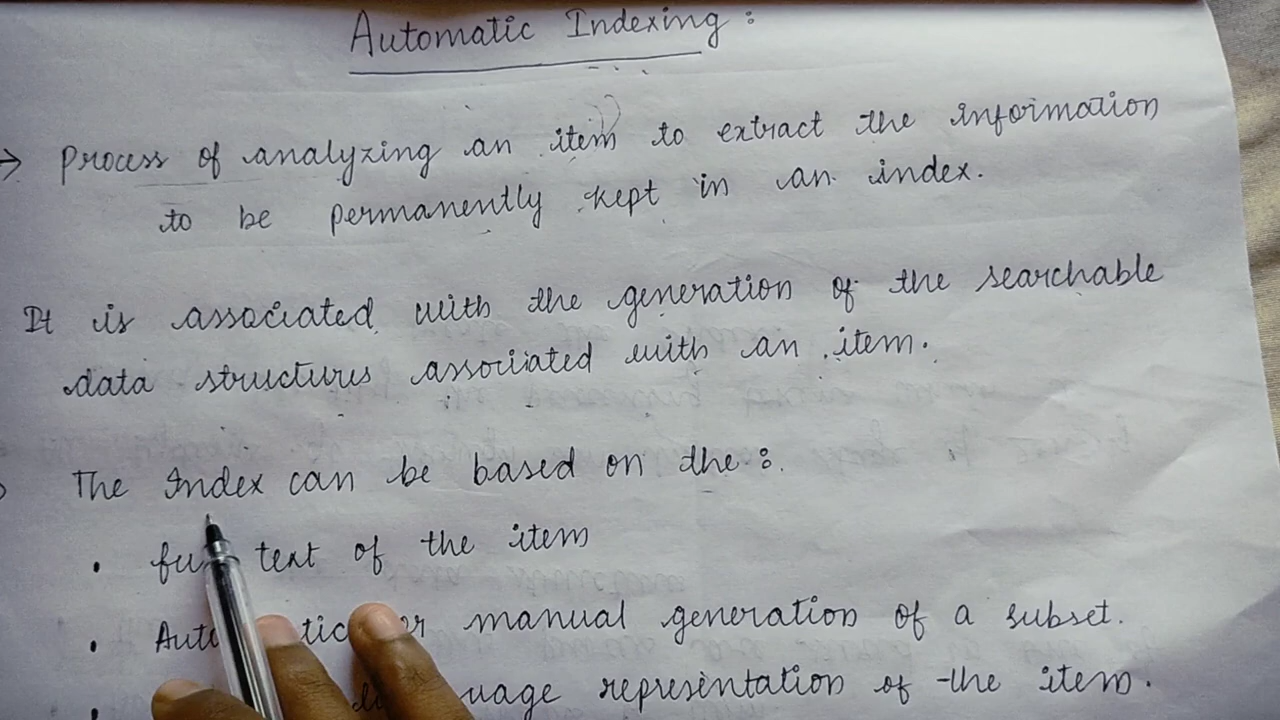 Automatic Indexing :
→ Process of analyzing an item to extract the information
to be permanently kept in an index.
It is associated with the generation of the searchable
data structures associated with an item.
The Index can be based on the :
• text of the item
• manual generation of a subset.
• representation of the item.